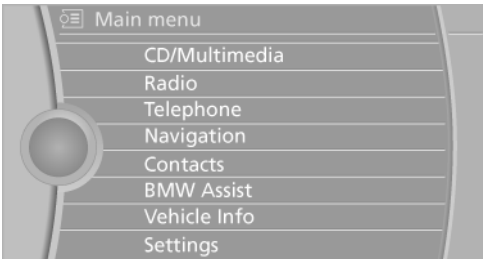 Main menu
CD/Multimedia
Radio
Telephone
Navigation
Contacts
BMW Assist
Vehicle Info
Settings